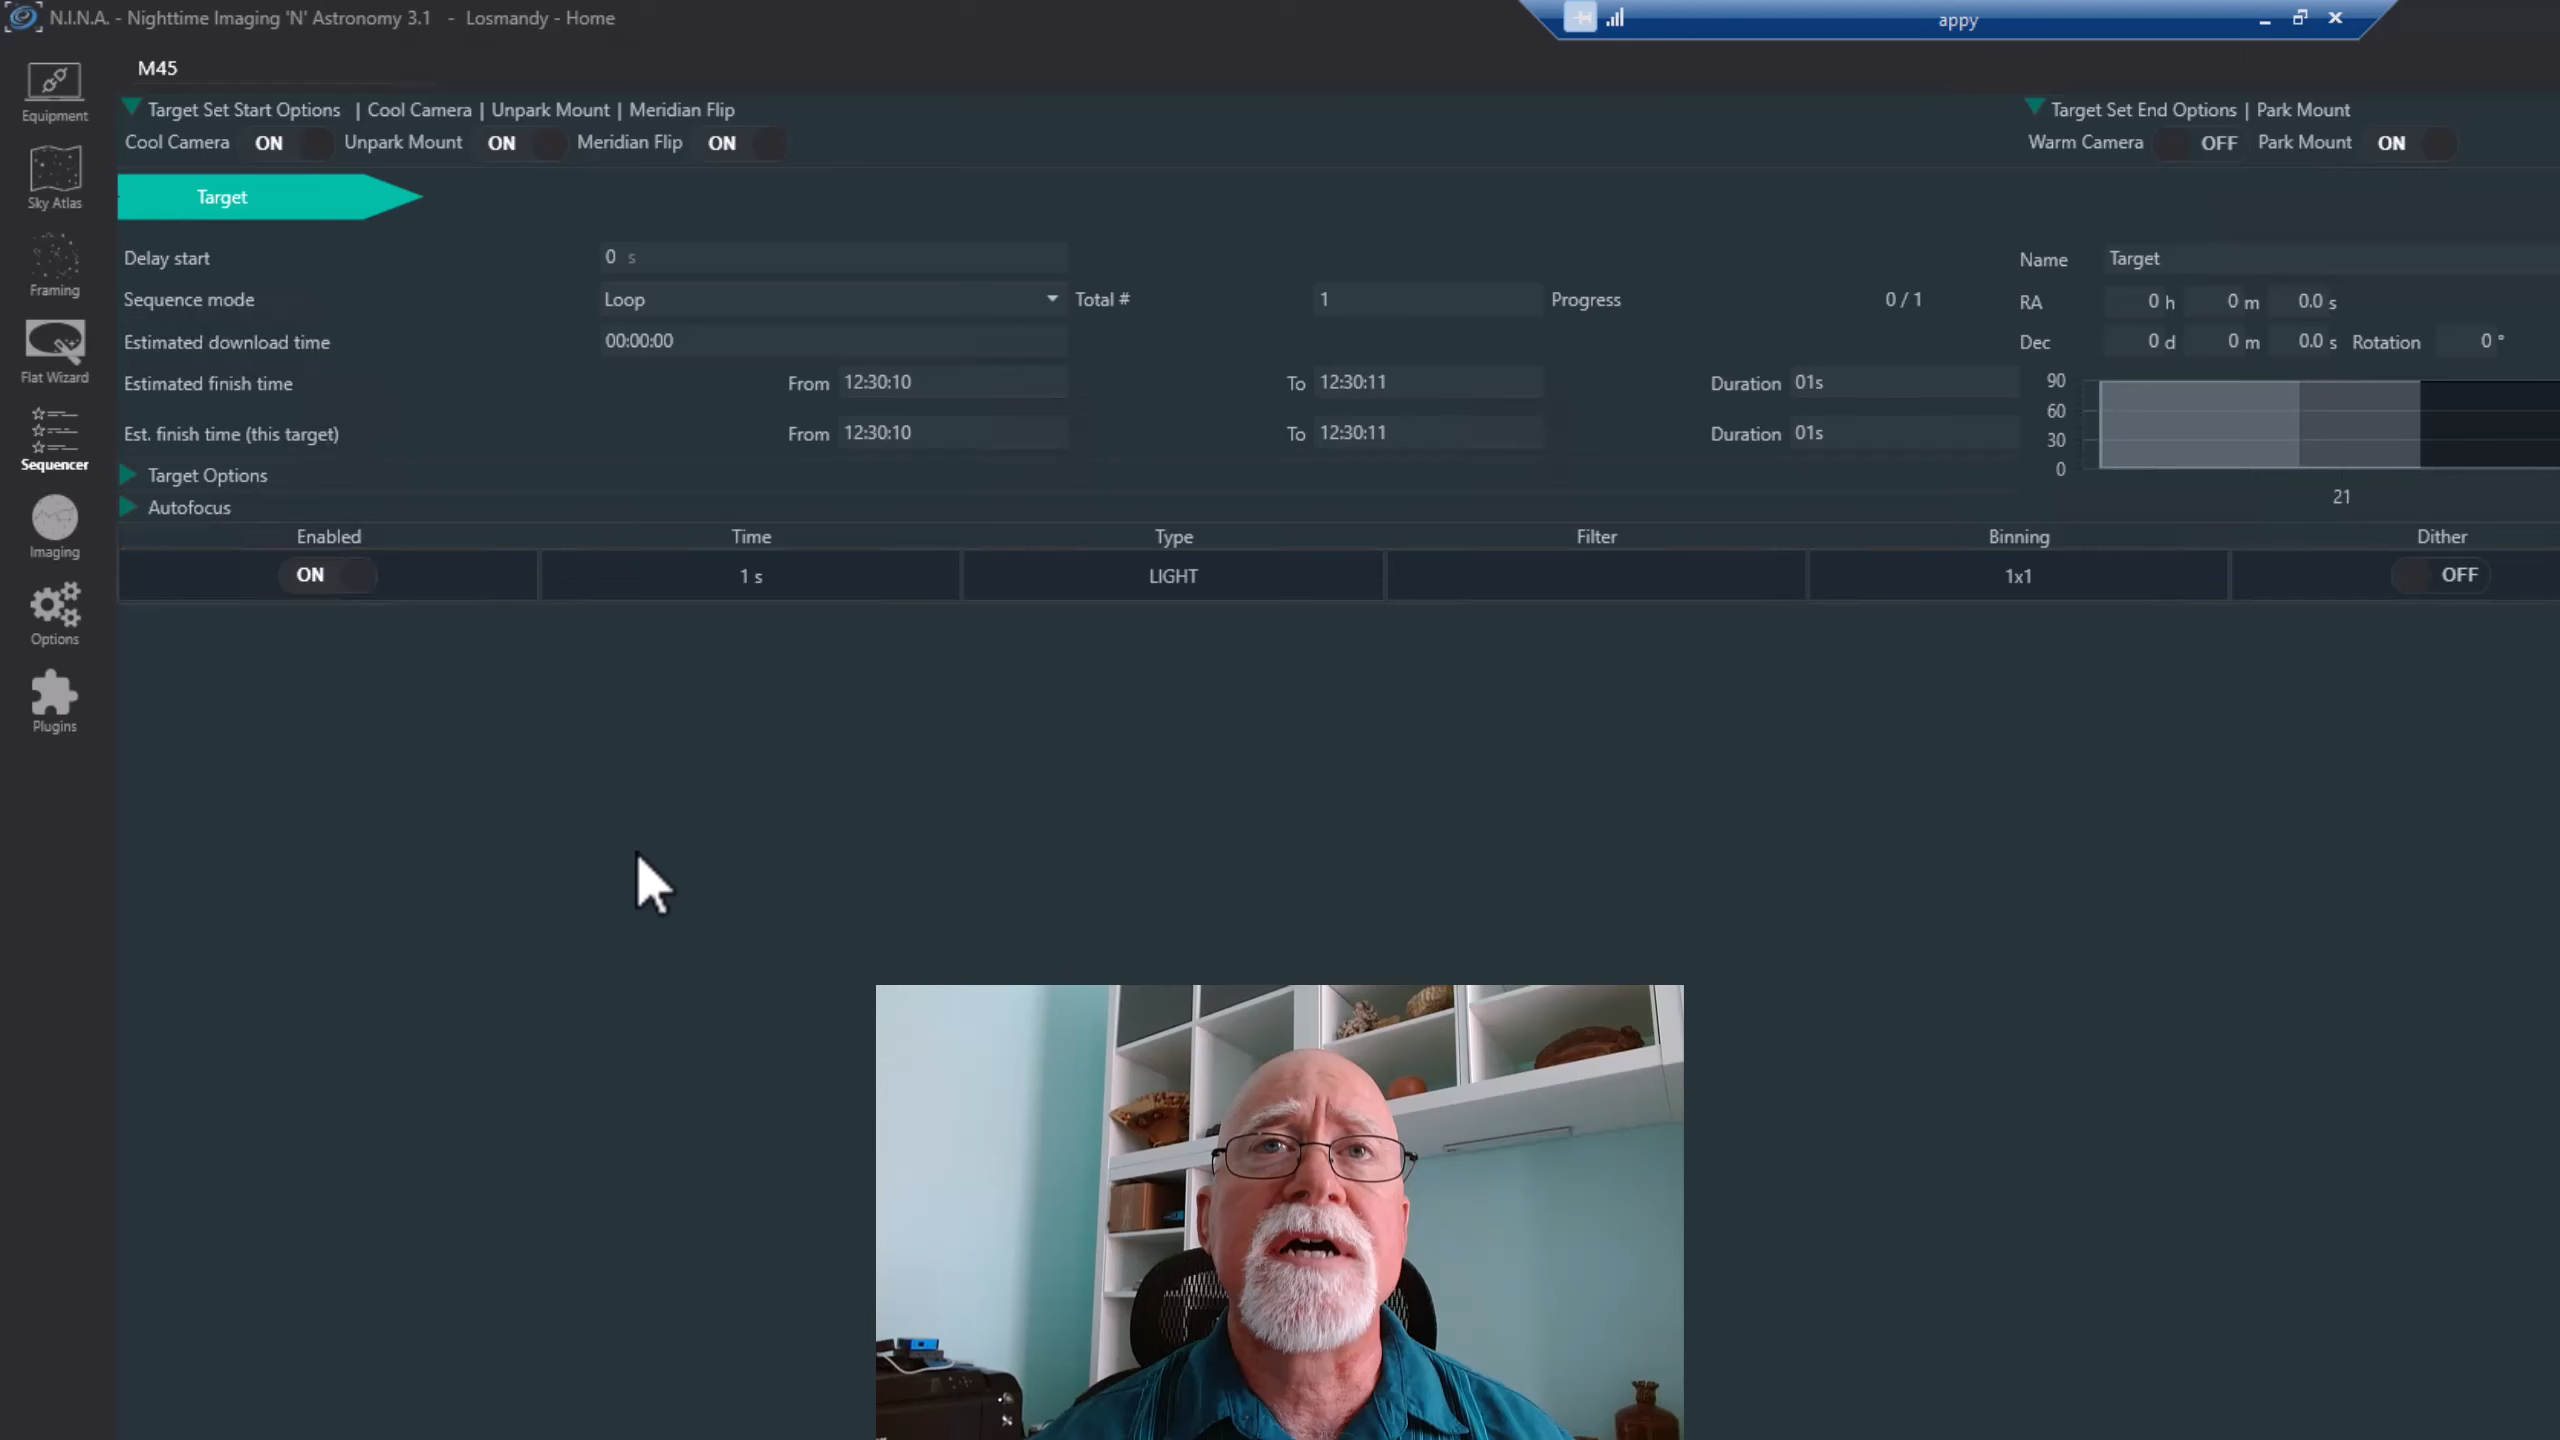 N.I.N.A. - Nighttime Imaging 'N' Astronomy 3.1 - Losmandy - Home
appy
M45
Equipment
Target Set Start Options | Cool Camera | Unpark Mount | Meridian Flip
Target Set End Options | Park Mount
Cool Camera ON Unpark Mount ON Meridian Flip ON
Warm Camera OFF Park Mount ON
Sky Atlas
Target
Delay start 0 s
Name Target
Framing
Sequence mode Loop Total # 1 Progress 0 / 1
RA 0 h 0 m 0.0 s
Estimated download time 00:00:00
Dec 0 d 0 m 0.0 s Rotation 0 °
Flat Wizard
Estimated finish time From 12:30:10 To 12:30:11 Duration 01s
90
60
Est. finish time (this target) From 12:30:10 To 12:30:11 Duration 01s
30
0
Sequencer
Target Options
21
Autofocus
Enabled Time Type Filter Binning Dither
Imaging
ON 1 s LIGHT 1x1 OFF
Options
Plugins